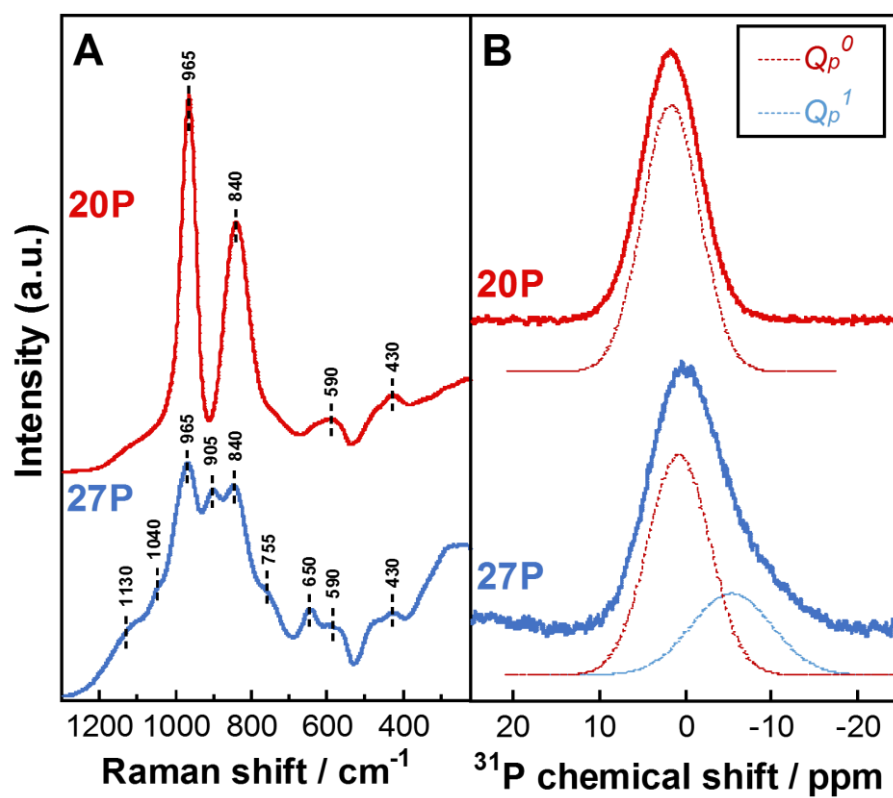 A
965
840
20P
590
430
965
905
840
27P
755
1040
650
590
1130
430
1200 1000 800 600 400
Raman shift / cm⁻¹
Intensity (a.u.)
B
Qp⁰
Qp¹
20P
27P
20 10 0 -10 -20
³¹P chemical shift / ppm